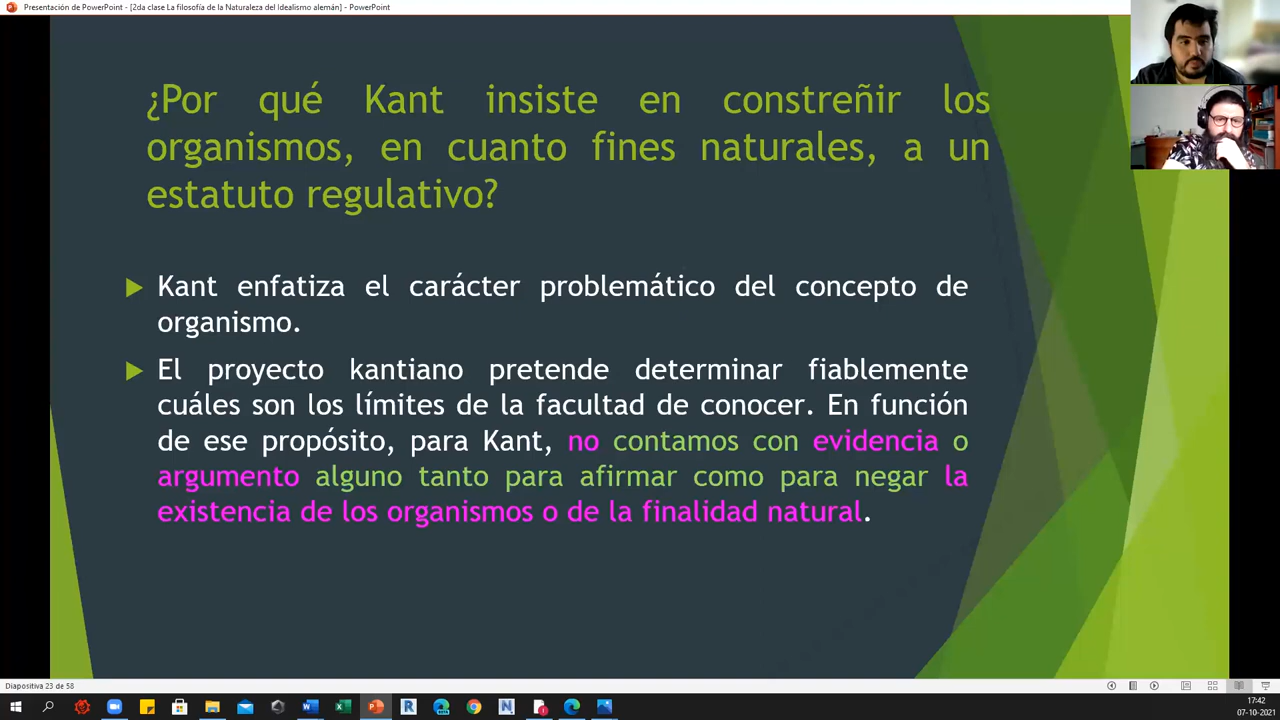 Presentación de PowerPoint - [2da clase La filosofía de la Naturaleza del Idealismo alemán] - PowerPoint
¿Por qué Kant insiste en constreñir los
organismos, en cuanto fines naturales, a un
estatuto regulativo?
Kant enfatiza el carácter problemático del concepto de
organismo.
El proyecto kantiano pretende determinar fiablemente
cuáles son los límites de la facultad de conocer. En función
de ese propósito, para Kant, no contamos con evidencia o
argumento alguno tanto para afirmar como para negar la
existencia de los organismos o de la finalidad natural.
Diapositiva 23 de 58
17:42
07-10-2021